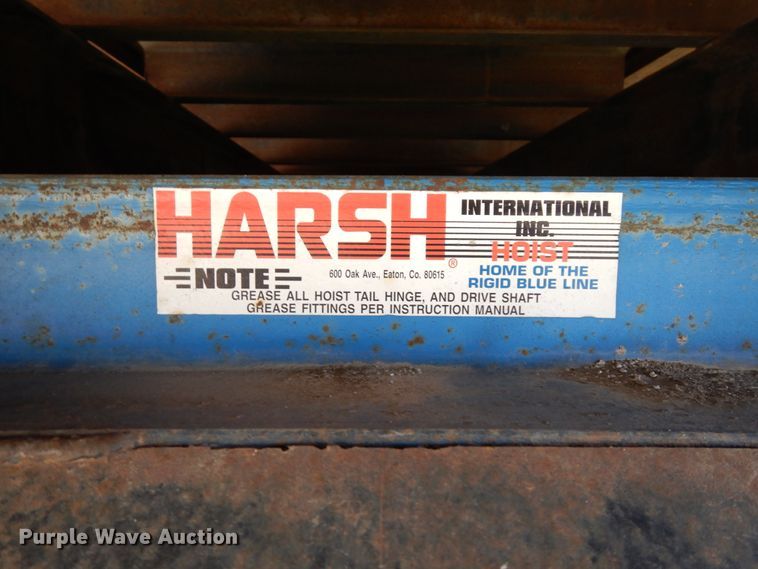 HARSH ®
INTERNATIONAL
INC.
HOIST
HOME OF THE
RIGID BLUE LINE
NOTE
600 Oak Ave., Eaton, Co. 80615
GREASE ALL HOIST TAIL HINGE, AND DRIVE SHAFT
GREASE FITTINGS PER INSTRUCTION MANUAL
Purple Wave Auction